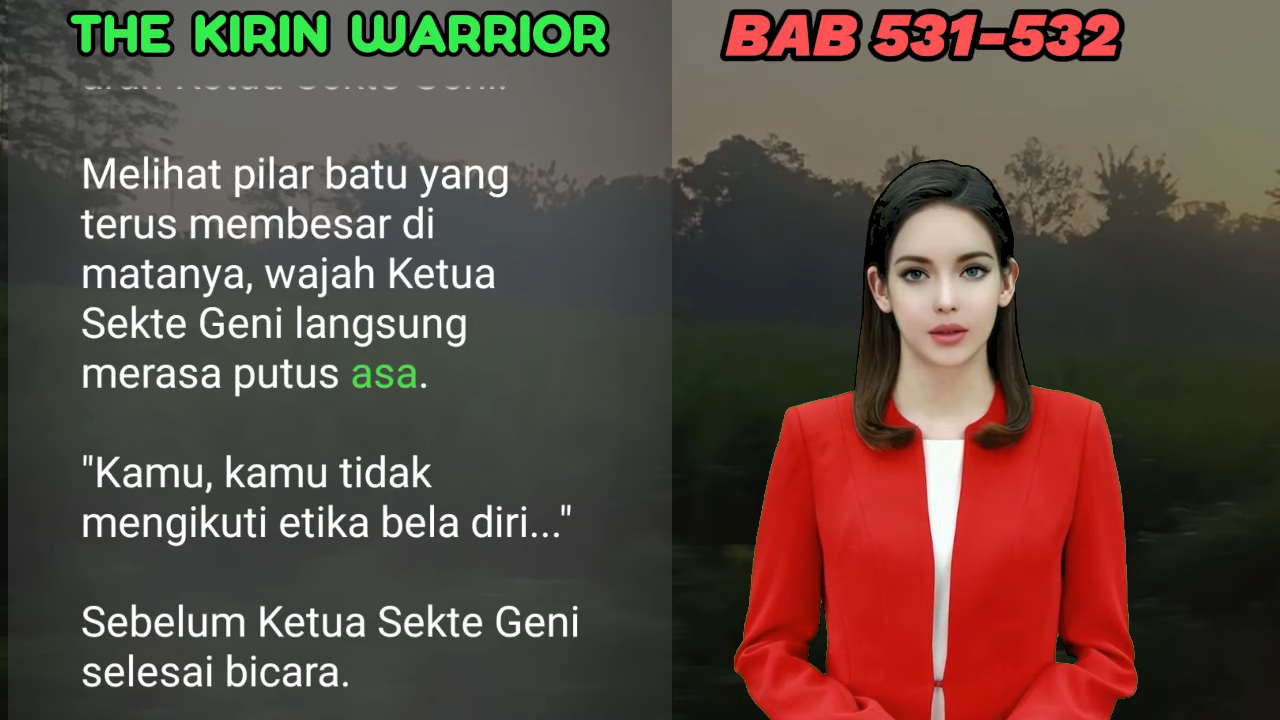 THE KIRIN WARRIOR
BAB 531-532
Melihat pilar batu yang
terus membesar di
matanya, wajah Ketua
Sekte Geni langsung
merasa putus asa.
"Kamu, kamu tidak
mengikuti etika bela diri..."
Sebelum Ketua Sekte Geni
selesai bicara.